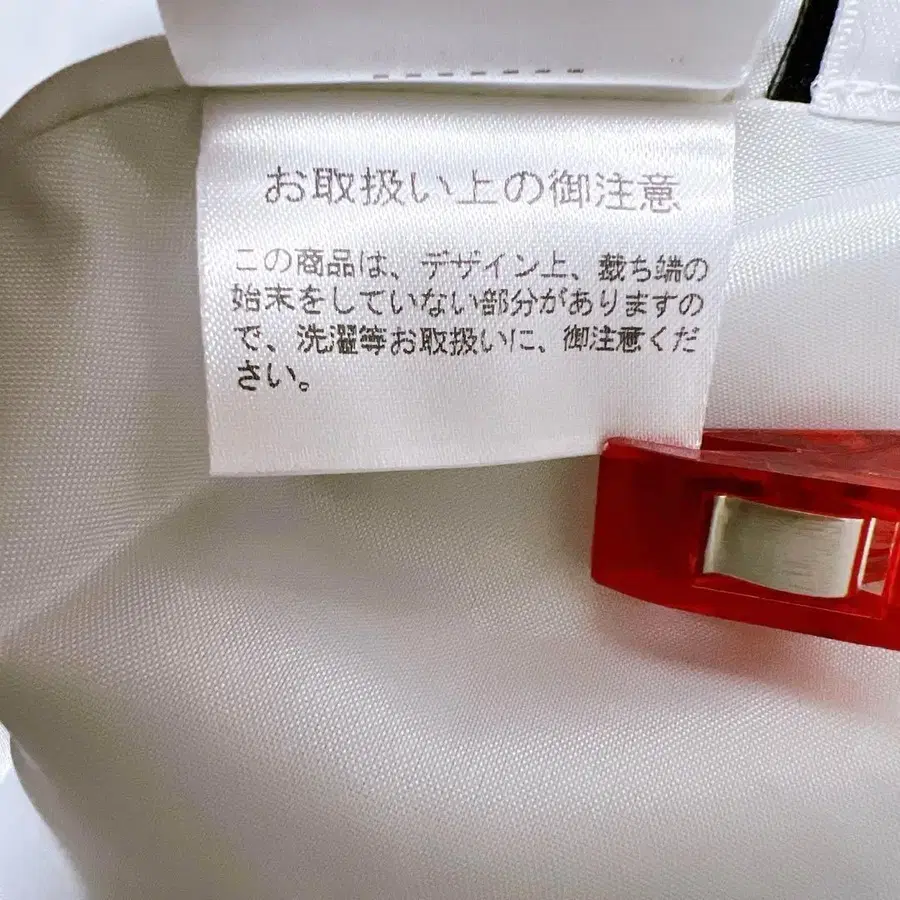 お取扱い上の御注意
この商品は、デザイン上、裁ち端の
始末をしていない部分がありますの
で、洗濯等お取扱いに、御注意くだ
さい。